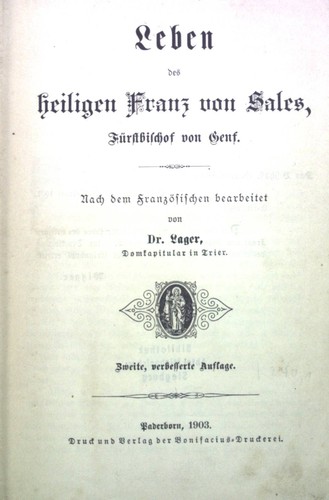 Leben
des
heiligen Franz von Sales,
Fürstbischof von Genf.
Nach dem Französischen bearbeitet
von
Dr. Lager,
Domkapitular in Trier.
Zweite, verbesserte Auflage.
Paderborn, 1903.
Druck und Verlag der Bonifacius-Druckerei.